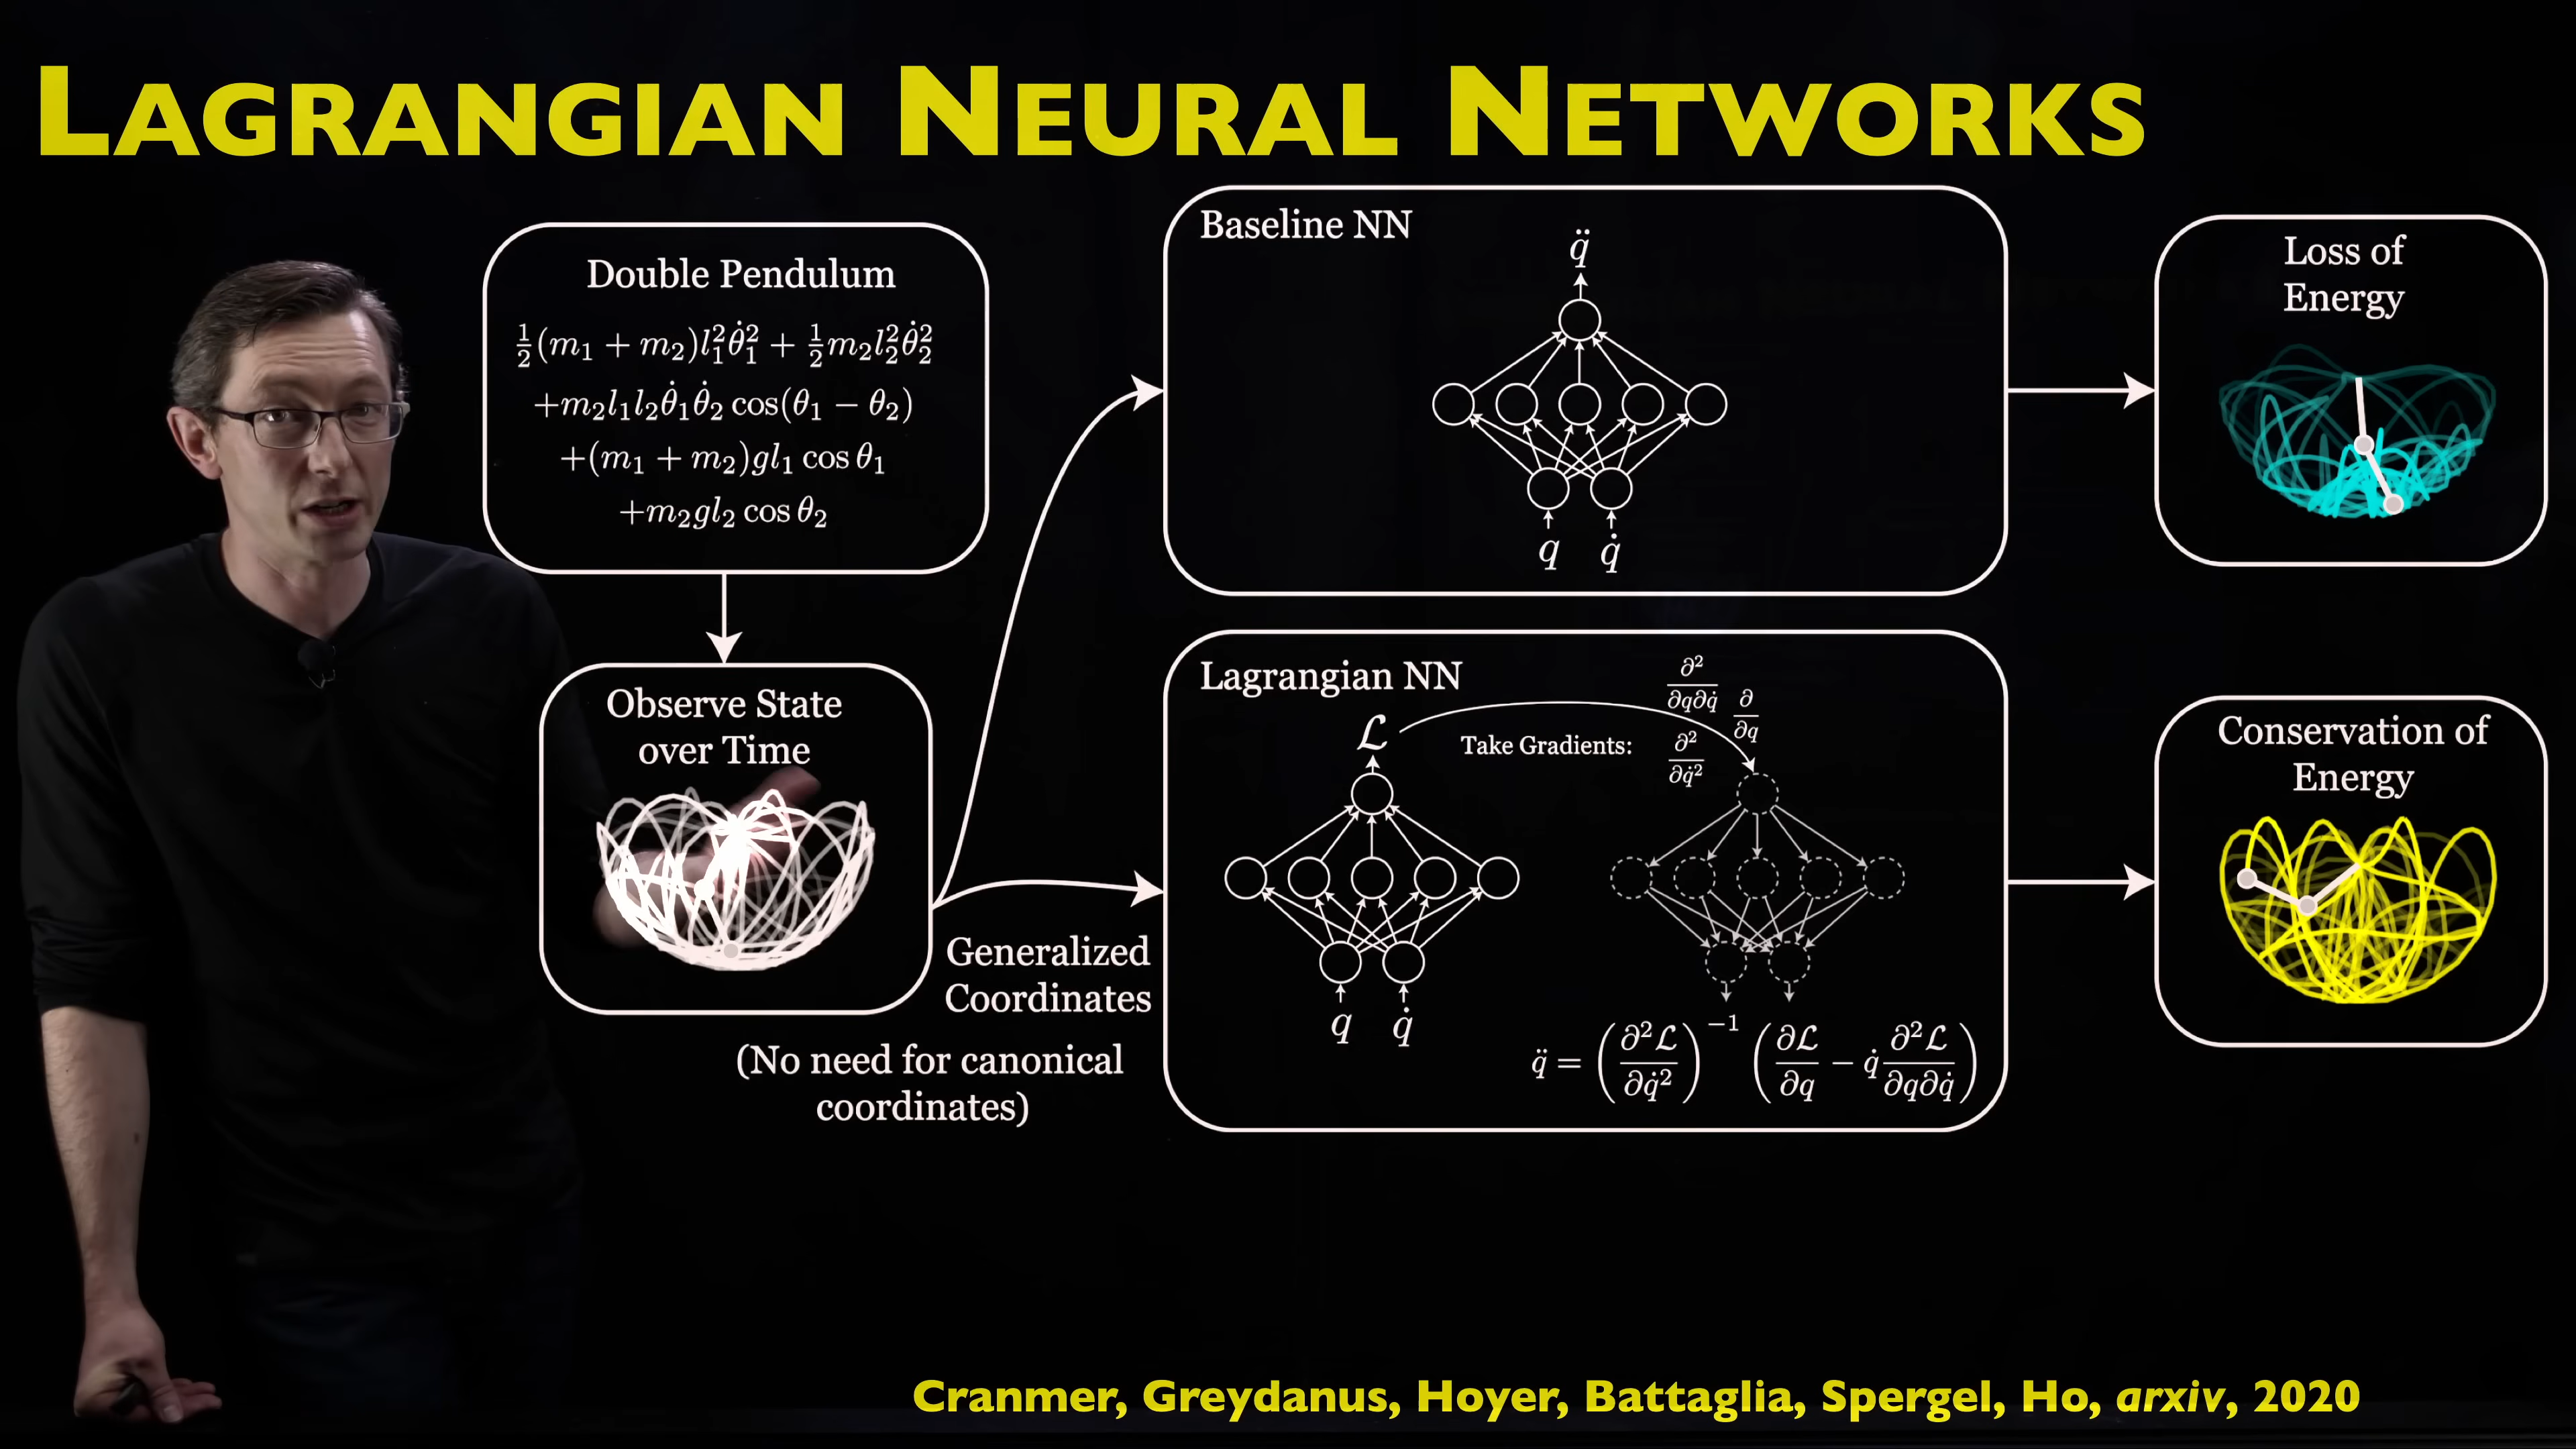 LAGRANGIAN NEURAL NETWORKS
Double Pendulum
½(m₁ + m₂)l₁²θ̇₁² + ½m₂l₂²θ̇₂²
+m₂l₁l₂θ̇₁θ̇₂ cos(θ₁ − θ₂)
+(m₁ + m₂)gl₁ cos θ₁
+m₂gl₂ cos θ₂
Observe State
over Time
Generalized
Coordinates
(No need for canonical
coordinates)
Baseline NN
q̈
q q̇
Loss of
Energy
Lagrangian NN
ℒ
Take Gradients:
∂²/∂q∂q̇ ∂/∂q
∂²/∂q̇²
q q̇
q̈ = (∂²ℒ/∂q̇²)⁻¹ (∂ℒ/∂q − q̇ ∂²ℒ/∂q∂q̇)
Conservation of
Energy
Cranmer, Greydanus, Hoyer, Battaglia, Spergel, Ho, arxiv, 2020